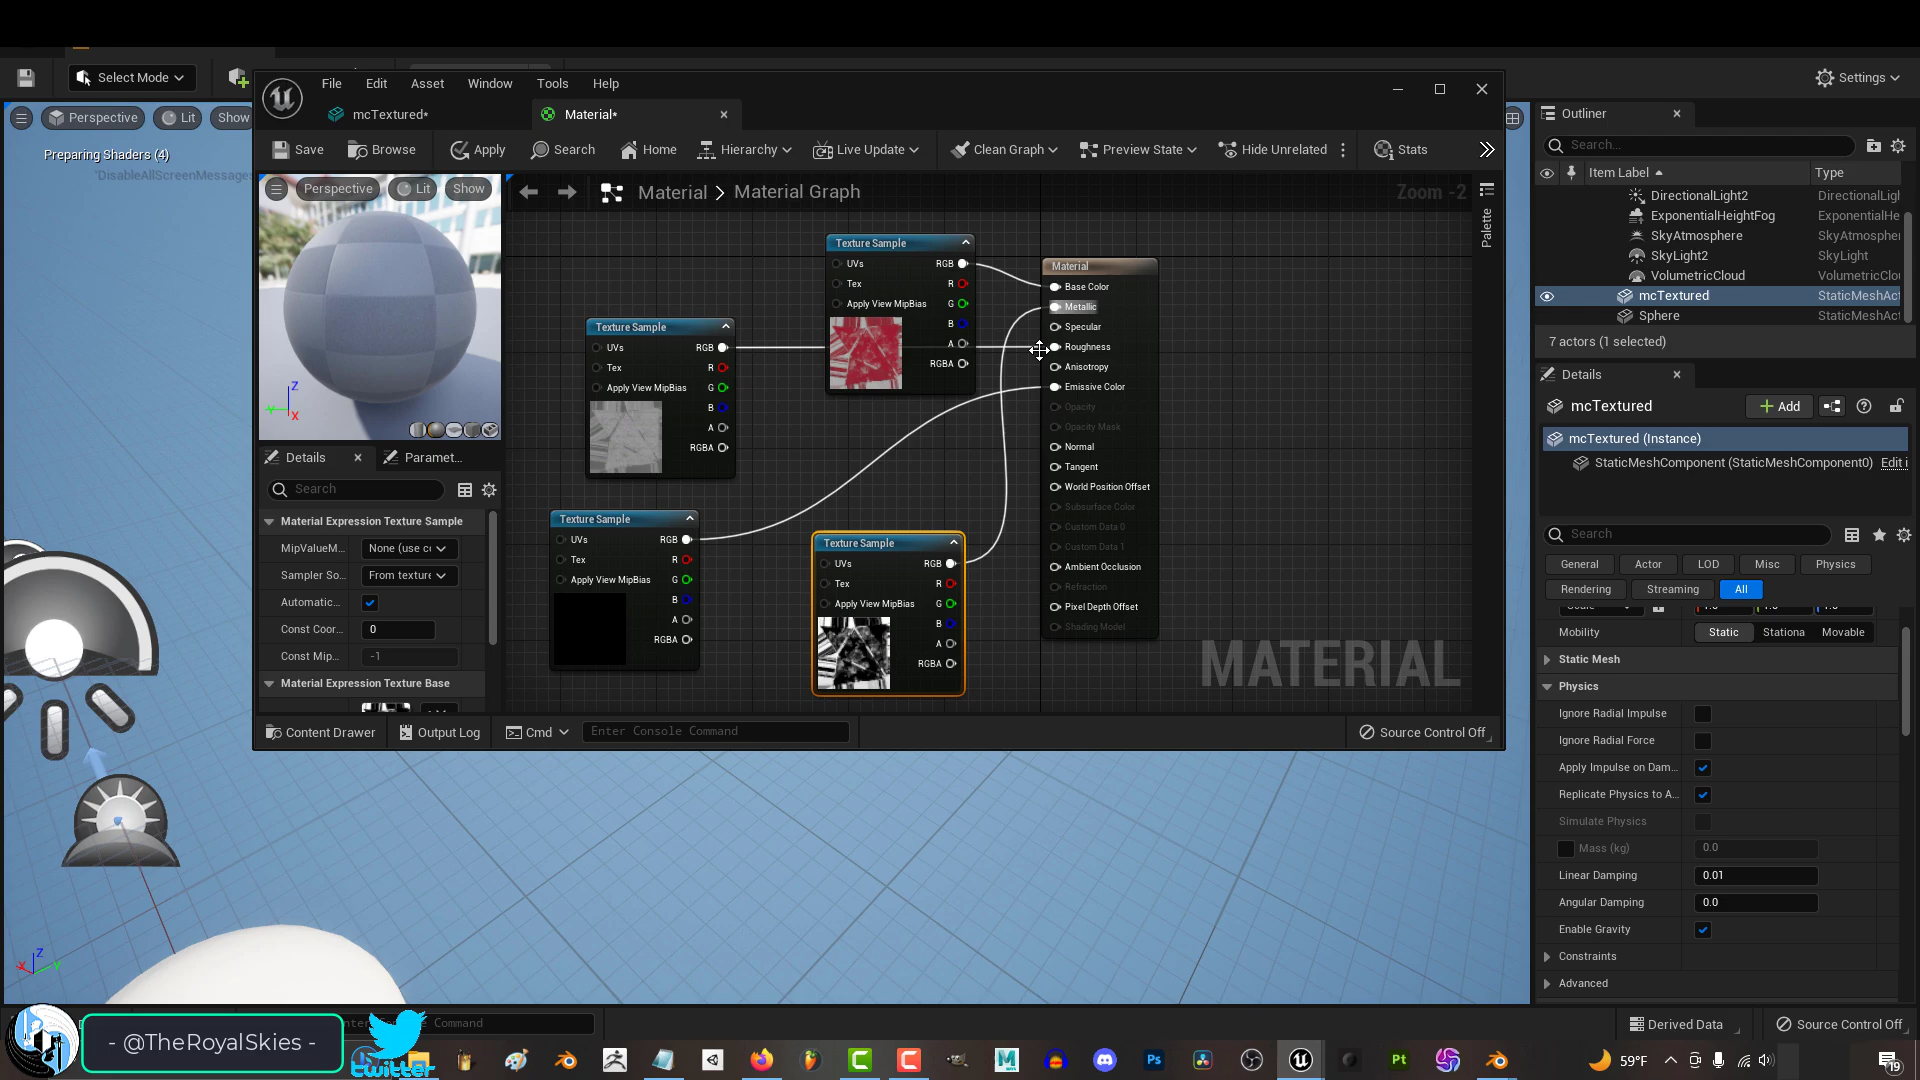 Select Mode
Settings
File Edit Asset Window Tools Help
mcTextured*
Material*
Save Browse Apply Search Home Hierarchy Live Update Clean Graph Preview State Hide Unrelated Stats
Perspective Lit Show
Preparing Shaders (4)
'DisableAllScreenMessages
Perspective Lit Show
Material > Material Graph
Zoom -2
Palette
Texture Sample
UVs RGB
Tex R
Apply View MipBias G
B
A
RGBA
Texture Sample
UVs RGB
Tex R
Apply View MipBias G
B
A
RGBA
Texture Sample
UVs RGB
Tex R
Apply View MipBias G
B
A
RGBA
Texture Sample
UVs RGB
Tex R
Apply View MipBias G
B
A
RGBA
Material
Base Color
Metallic
Specular
Roughness
Anisotropy
Emissive Color
Opacity
Opacity Mask
Normal
Tangent
World Position Offset
Subsurface Color
Custom Data 0
Custom Data 1
Ambient Occlusion
Refraction
Pixel Depth Offset
Shading Model
MATERIAL
Z
Y
X
Details
Paramet...
Search
Material Expression Texture Sample
MipValueM... None (use co
Sampler So... From texture
Automatic...
Const Coor... 0
Const Mip... -1
Material Expression Texture Base
Content Drawer Output Log Cmd Enter Console Command Source Control Off
Outliner
Search...
Item Label Type
DirectionalLight2 DirectionalLigh
ExponentialHeightFog ExponentialHe
SkyAtmosphere SkyAtmospher
SkyLight2 SkyLight
VolumetricCloud VolumetricClou
mcTextured StaticMeshAct
Sphere StaticMeshAct
7 actors (1 selected)
Details
mcTextured Add
mcTextured (Instance)
StaticMeshComponent (StaticMeshComponent0) Edit i
Search
General Actor LOD Misc Physics
Rendering Streaming All
Mobility Static Stationa Movable
Static Mesh
Physics
Ignore Radial Impulse
Ignore Radial Force
Apply Impulse on Dam...
Replicate Physics to A...
Simulate Physics
Mass (kg) 0.0
Linear Damping 0.01
Angular Damping 0.0
Enable Gravity
Constraints
Advanced
Z
X Y
- @TheRoyalSkies -
twitter
nter Console Command
Derived Data Source Control Off
Ps
Pt
59°F
19